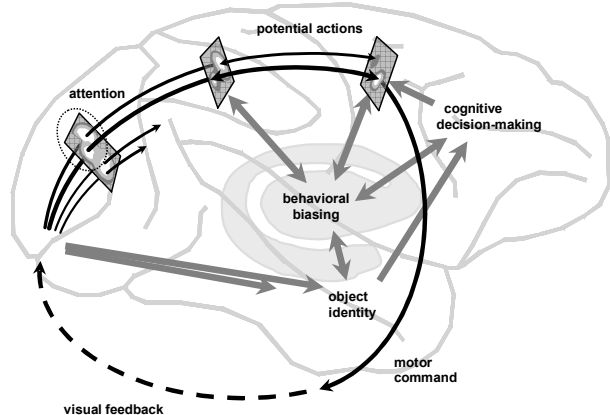 potential actions
attention
cognitive
decision-making
behavioral
biasing
object
identity
motor
command
visual feedback